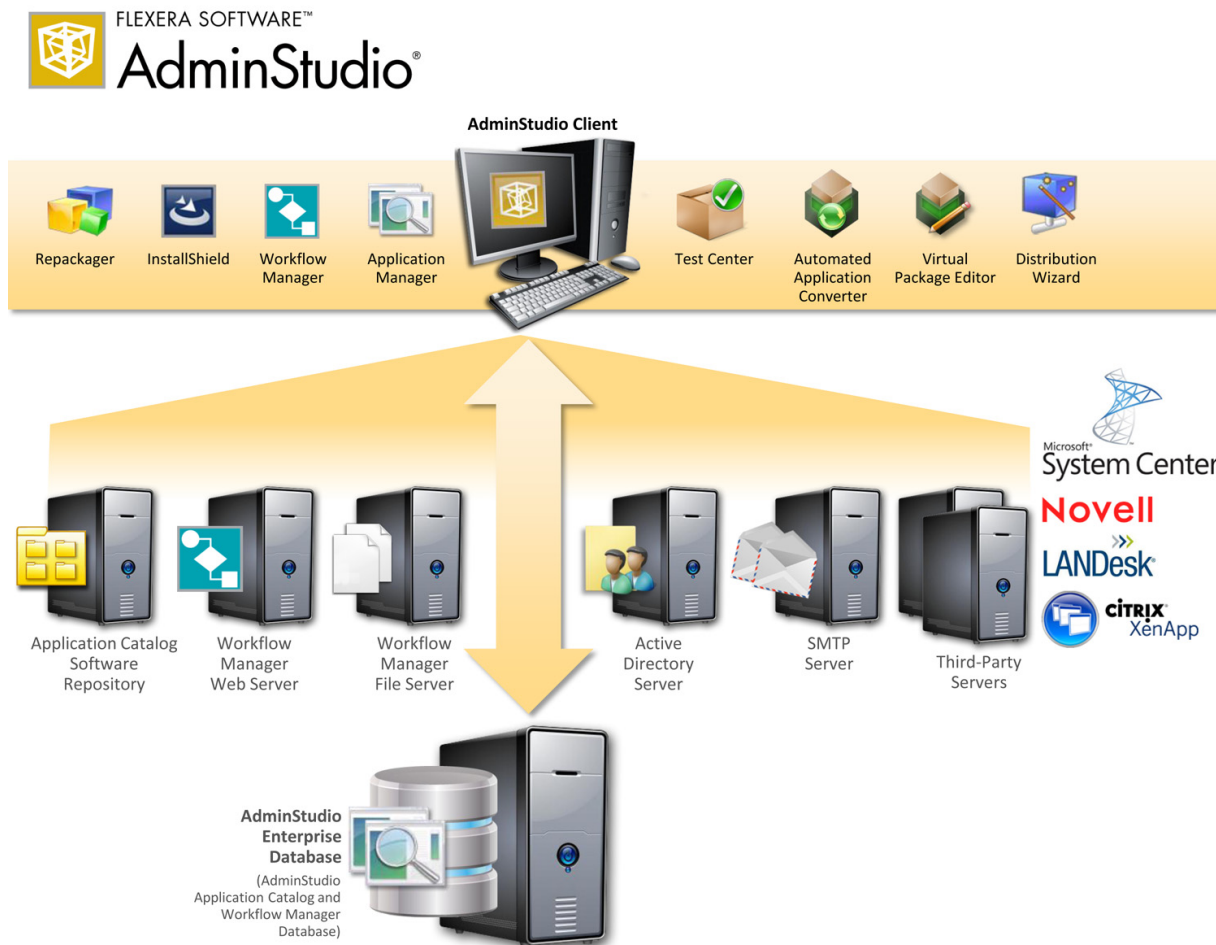 FLEXERA SOFTWARE™
AdminStudio®
AdminStudio Client
Repackager
InstallShield
Workflow
Manager
Application
Manager
Test Center
Automated
Application
Converter
Virtual
Package Editor
Distribution
Wizard
Microsoft®
System Center
Novell
LANDesk®
CİTRIX®
XenApp
Application Catalog
Software
Repository
Workflow
Manager
Web Server
Workflow
Manager
File Server
Active
Directory
Server
SMTP
Server
Third-Party
Servers
AdminStudio
Enterprise
Database
(AdminStudio
Application Catalog and
Workflow Manager
Database)